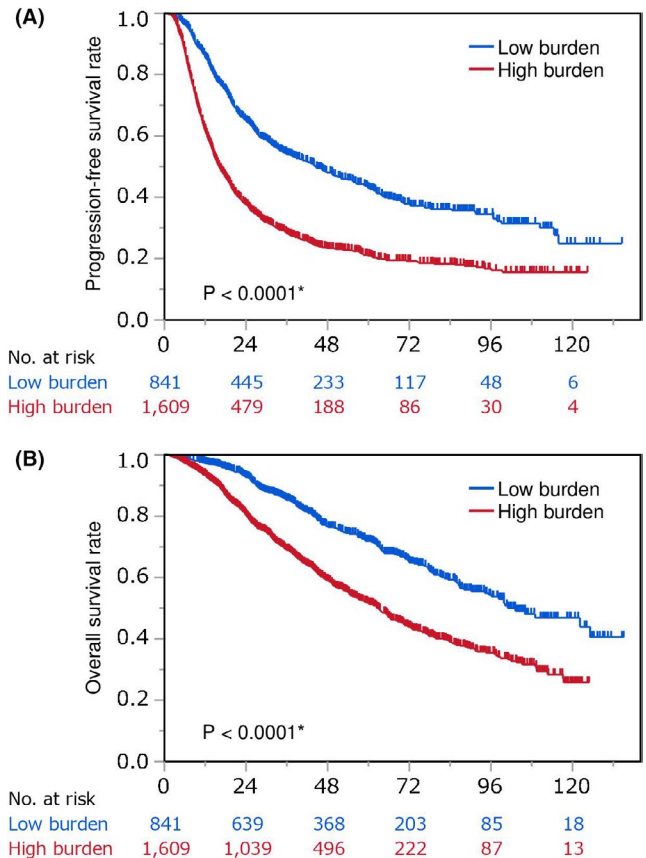 (A)
Progression-free survival rate
1.0
0.8
0.6
0.4
0.2
0.0
Low burden
High burden
P < 0.0001*
0 24 48 72 96 120
No. at risk
Low burden 841 445 233 117 48 6
High burden 1,609 479 188 86 30 4
(B)
Overall survival rate
1.0
0.8
0.6
0.4
0.2
0.0
Low burden
High burden
P < 0.0001*
0 24 48 72 96 120
No. at risk
Low burden 841 639 368 203 85 18
High burden 1,609 1,039 496 222 87 13